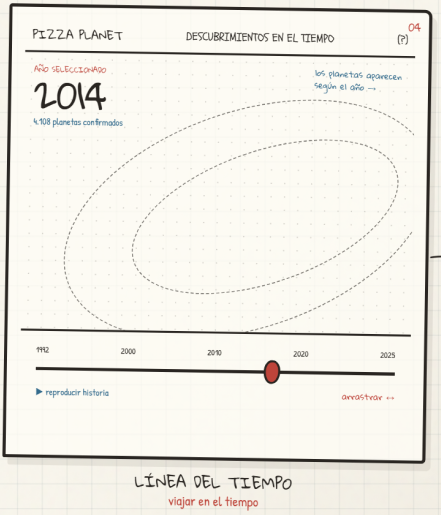 04
PIZZA PLANET
DESCUBRIMIENTOS EN EL TIEMPO
(?)
AÑO SELECCIONADO
2014
4.108 planetas confirmados
los planetas aparecen
según el año →
1992
2000
2010
2020
2025
▶ reproducir historia
arrastrar ↔
LÍNEA DEL TIEMPO
viajar en el tiempo